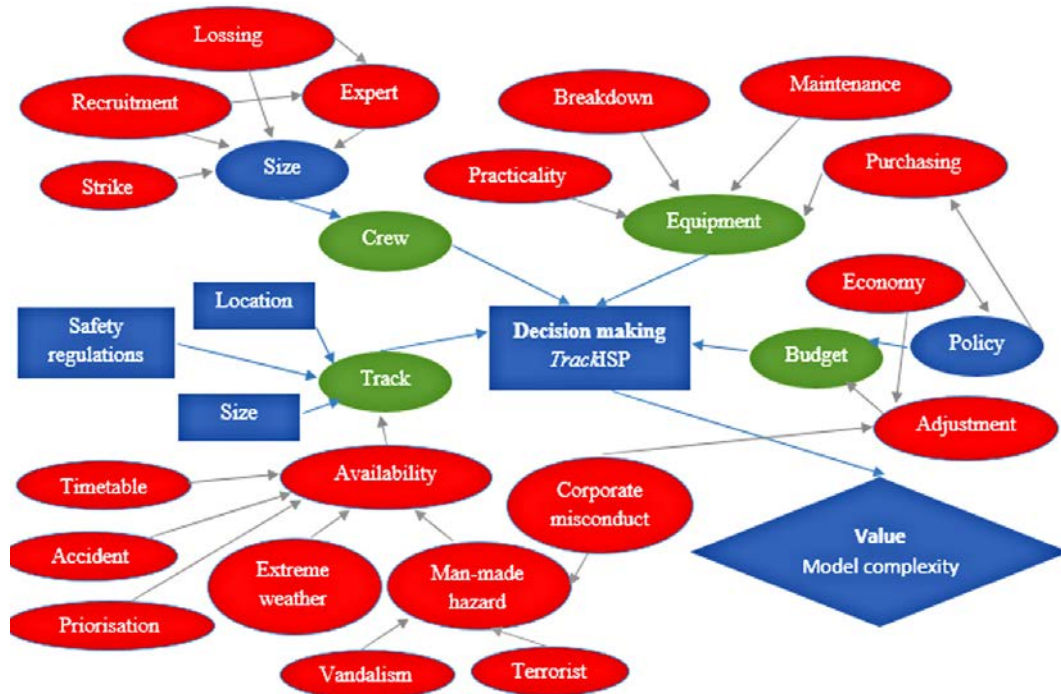 Lossing
Recruitment
Expert
Breakdown
Maintenance
Size
Strike
Practicality
Purchasing
Crew
Equipment
Location
Economy
Safety
regulations
Decision making
TrackISP
Budget
Policy
Track
Size
Adjustment
Availability
Timetable
Corporate
misconduct
Accident
Extreme
weather
Man-made
hazard
Value
Model complexity
Priorisation
Vandalism
Terrorist